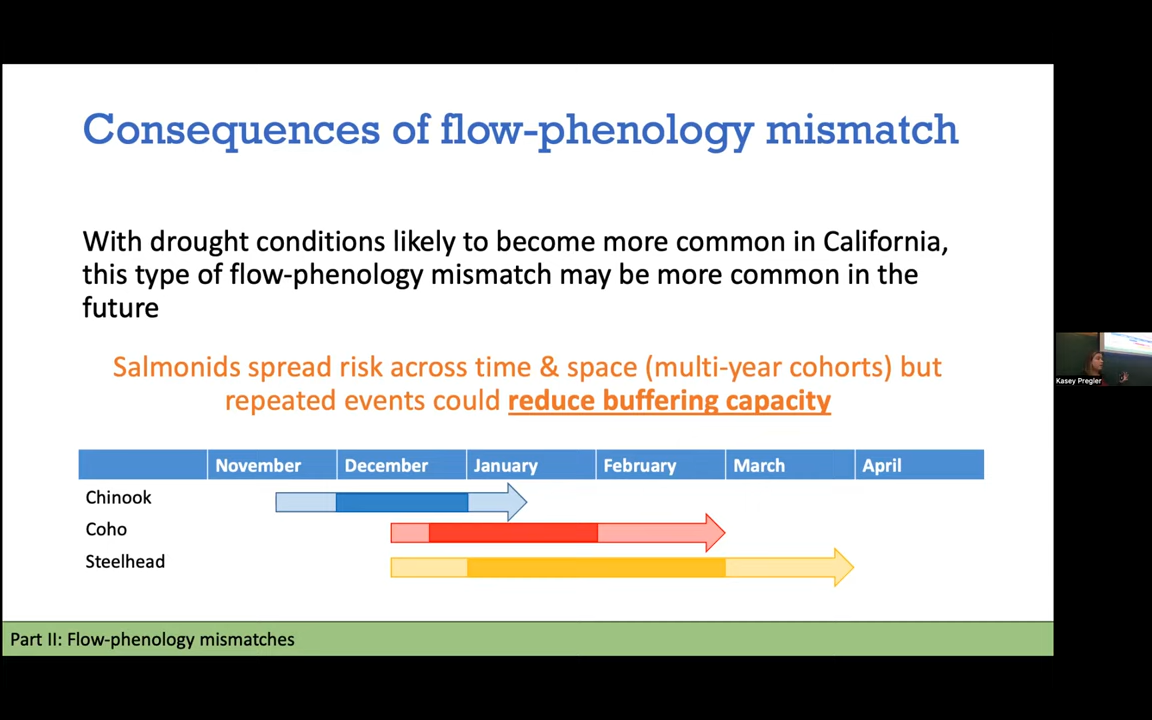 Consequences of flow-phenology mismatch
With drought conditions likely to become more common in California,
this type of flow-phenology mismatch may be more common in the
future
Salmonids spread risk across time & space (multi-year cohorts) but
repeated events could reduce buffering capacity
November December January February March April
Chinook
Coho
Steelhead
Part II: Flow-phenology mismatches
Kasey Pregler